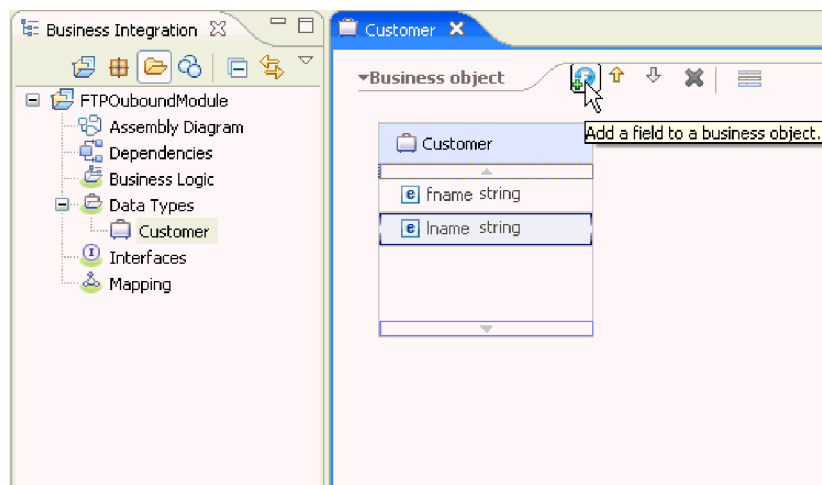 Business Integration
FTPOuboundModule
Assembly Diagram
Dependencies
Business Logic
Data Types
Customer
Interfaces
Mapping
Customer
Business object
Add a field to a business object.
Customer
e fname string
e lname string